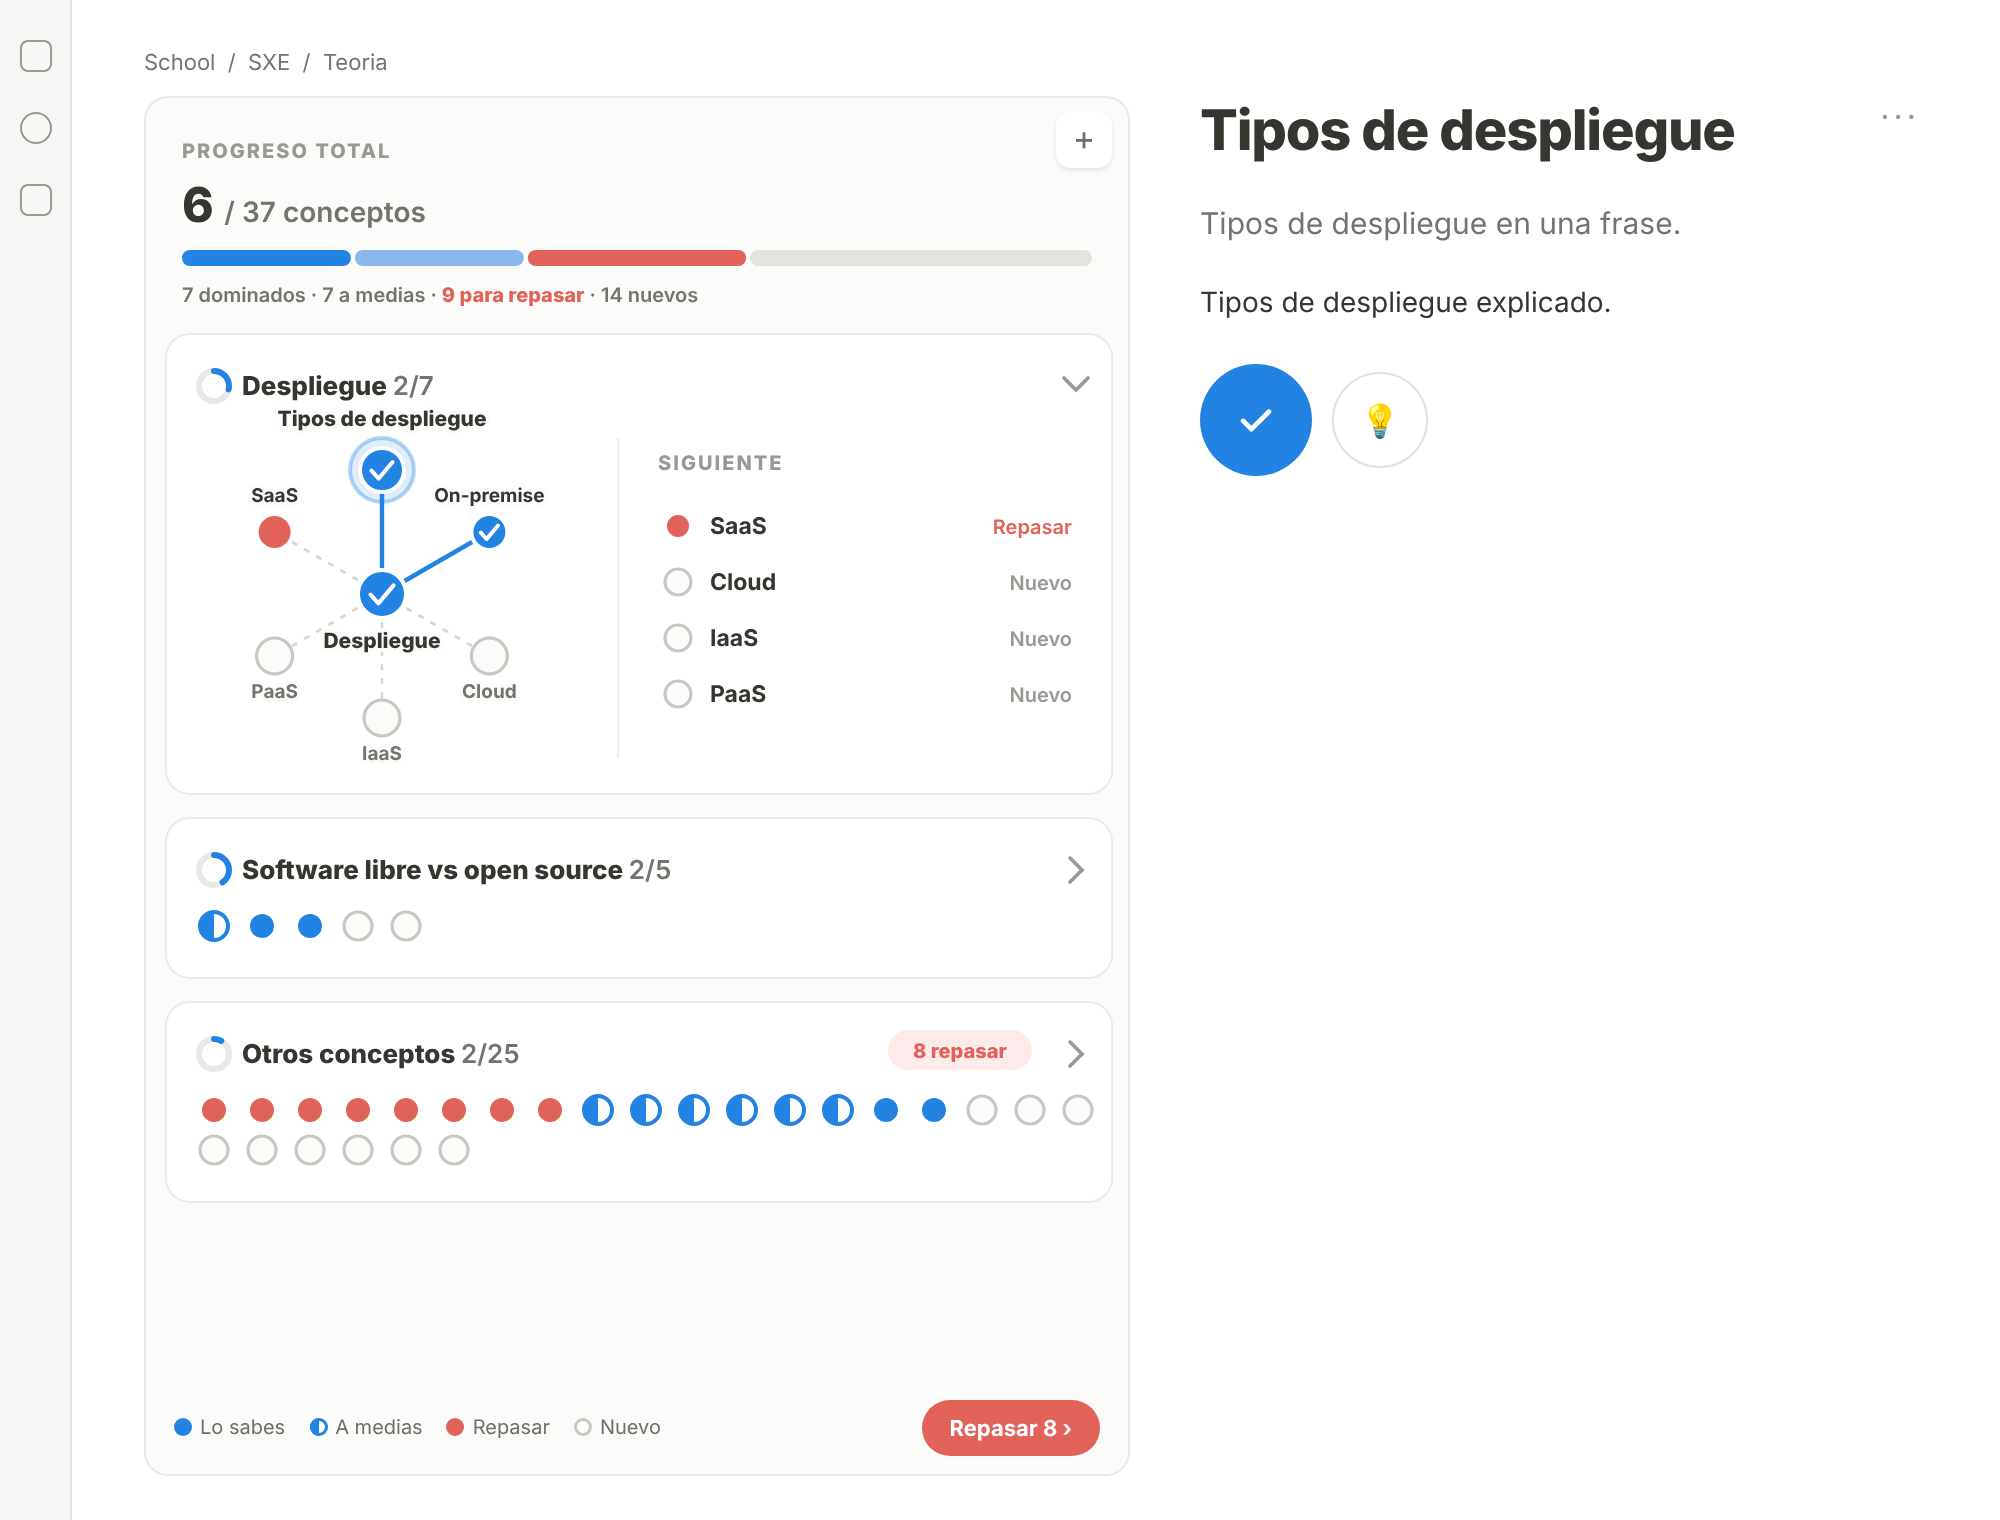 School / SXE / Teoria
PROGRESO TOTAL
+
6 / 37 conceptos
7 dominados · 7 a medias · 9 para repasar · 14 nuevos
Despliegue 2/7
Tipos de despliegue
SaaS
On-premise
Despliegue
PaaS
Cloud
IaaS
SIGUIENTE
SaaS Repasar
Cloud Nuevo
IaaS Nuevo
PaaS Nuevo
Software libre vs open source 2/5
Otros conceptos 2/25
8 repasar
Lo sabes A medias Repasar Nuevo
Repasar 8 ›
Tipos de despliegue
...
Tipos de despliegue en una frase.
Tipos de despliegue explicado.